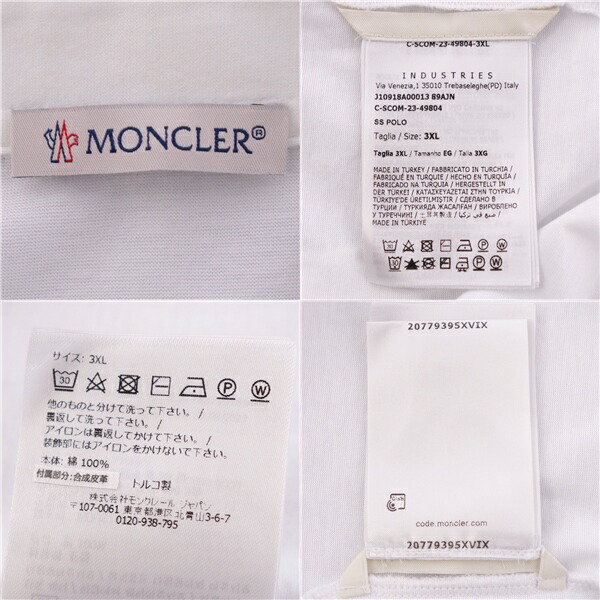 MONCLER®
C-SCOM-23-49804-3XL
INDUSTRIES
Via Venezia,1 35010 Trebaseleghe(PD) Italy
J10918A00013 89AJN
C-SCOM-23-49804
SS POLO
Taglia / Size: 3XL
Taglia 3XL / Tamanho EG / Talla 3XG
MADE IN TURKEY / FABBRICATO IN TURCHIA /
FABRIQUÉ EN TURQUIE / HECHO EN TURQUÍA /
FABRICADO NA TURQUIA / HERGESTELLT IN
DER TÜRKEI / ΚΑΤΑΣΚΕΥΑΖΕΤΑΙ ΣΤΗΝ ΤΟΥΡΚΙΑ /
TÜRKİYE'DE ÜRETİLMİŞTİR / СДЕЛАНО В
ТУРЦИИ / ТУРКИЯДА ЖАСАЛҒАН / ВИРОБЛЕНО
У ТУРЕЧЧИНІ / 土耳其製造 / صنع في تركيا /
MADE IN TÜRKİYE
サイズ: 3XL
30
他のものと分けて洗って下さい。/
裏返して洗って下さい。/
アイロンは裏返してかけて下さい。/
装飾部にはアイロンをかけないで下さい。
本体: 綿 100%
付属部分:合成皮革
トルコ製
株式会社モンクレール ジャパン
〒107-0061 東京都港区北青山3-6-7
0120-938-795
20779395XVIX
code.moncler.com
20779395XVIX